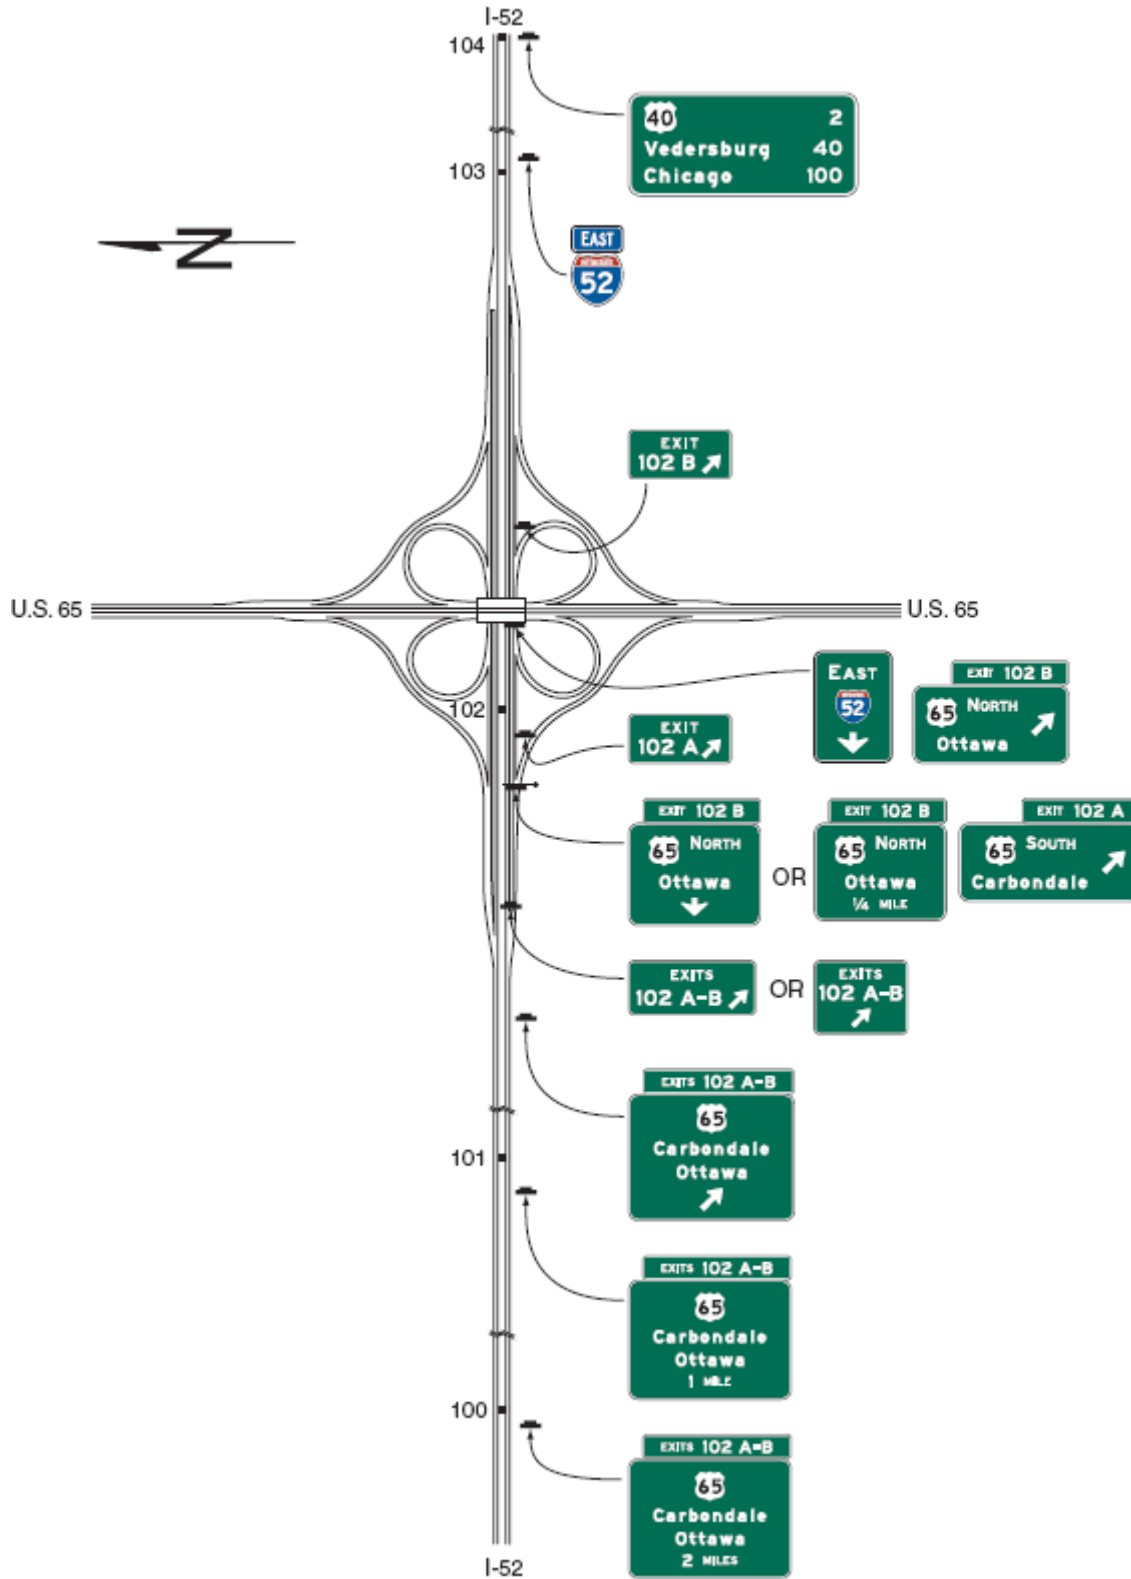 I-52
104
40 2
Vedersburg 40
Chicago 100
103
N
EAST
INTERSTATE
52
EXIT
102 B
U.S. 65
U.S. 65
EAST
INTERSTATE
52
EXIT 102 B
65 NORTH
Ottawa
102
EXIT
102 A
EXIT 102 B
65 NORTH
Ottawa
OR
EXIT 102 B
65 NORTH
Ottawa
1/4 MILE
EXIT 102 A
65 SOUTH
Carbondale
EXITS
102 A-B
OR
EXITS
102 A-B
EXITS 102 A-B
65
Carbondale
Ottawa
101
EXITS 102 A-B
65
Carbondale
Ottawa
1 MILE
100
EXITS 102 A-B
65
Carbondale
Ottawa
2 MILES
I-52